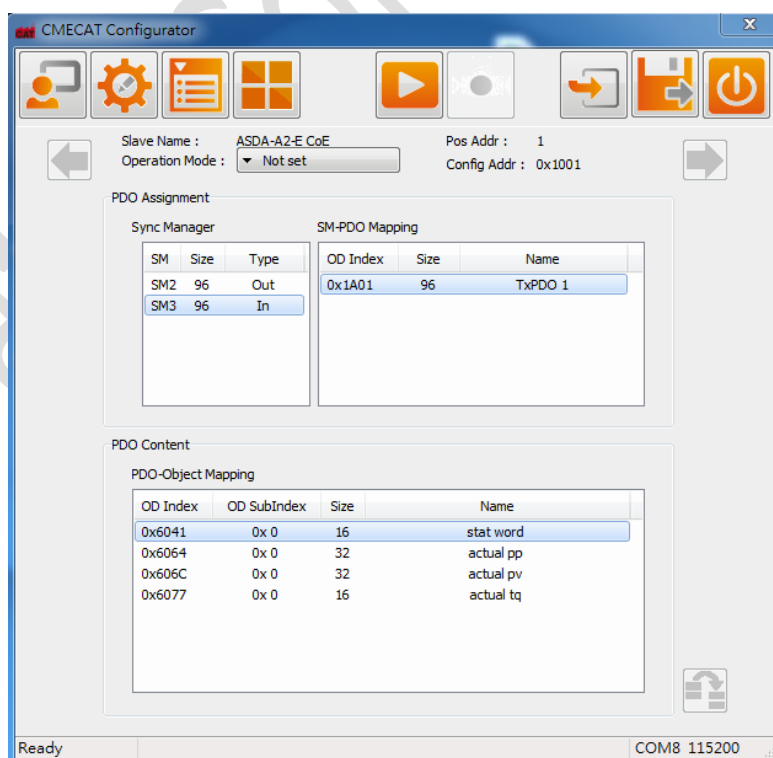 CAT CMECAT Configurator
Slave Name : ASDA-A2-E CoE Pos Addr : 1
Operation Mode : Not set Config Addr : 0x1001
PDO Assignment
Sync Manager SM-PDO Mapping
SM Size Type OD Index Size Name
SM2 96 Out 0x1A01 96 TxPDO 1
SM3 96 In
PDO Content
PDO-Object Mapping
OD Index OD SubIndex Size Name
0x6041 0x 0 16 stat word
0x6064 0x 0 32 actual pp
0x606C 0x 0 32 actual pv
0x6077 0x 0 16 actual tq
Ready COM8 115200